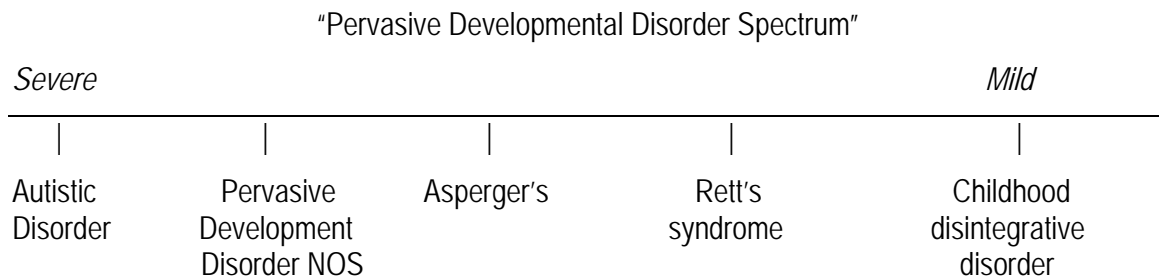 “Pervasive Developmental Disorder Spectrum”
Severe Mild
Autistic Pervasive Asperger’s Rett’s Childhood
Disorder Development syndrome disintegrative
Disorder NOS disorder